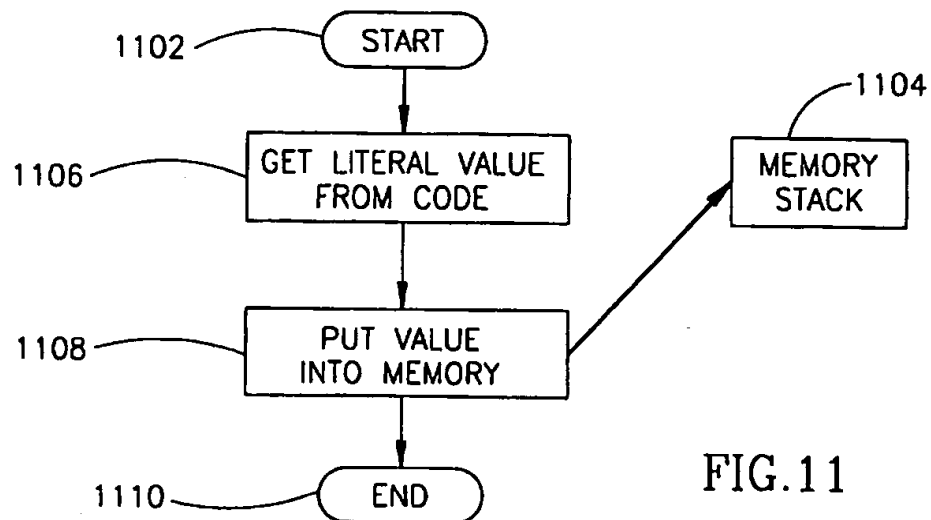 1102
START
1104
1106
GET LITERAL VALUE
FROM CODE
MEMORY
STACK
1108
PUT VALUE
INTO MEMORY
1110
END
FIG.11